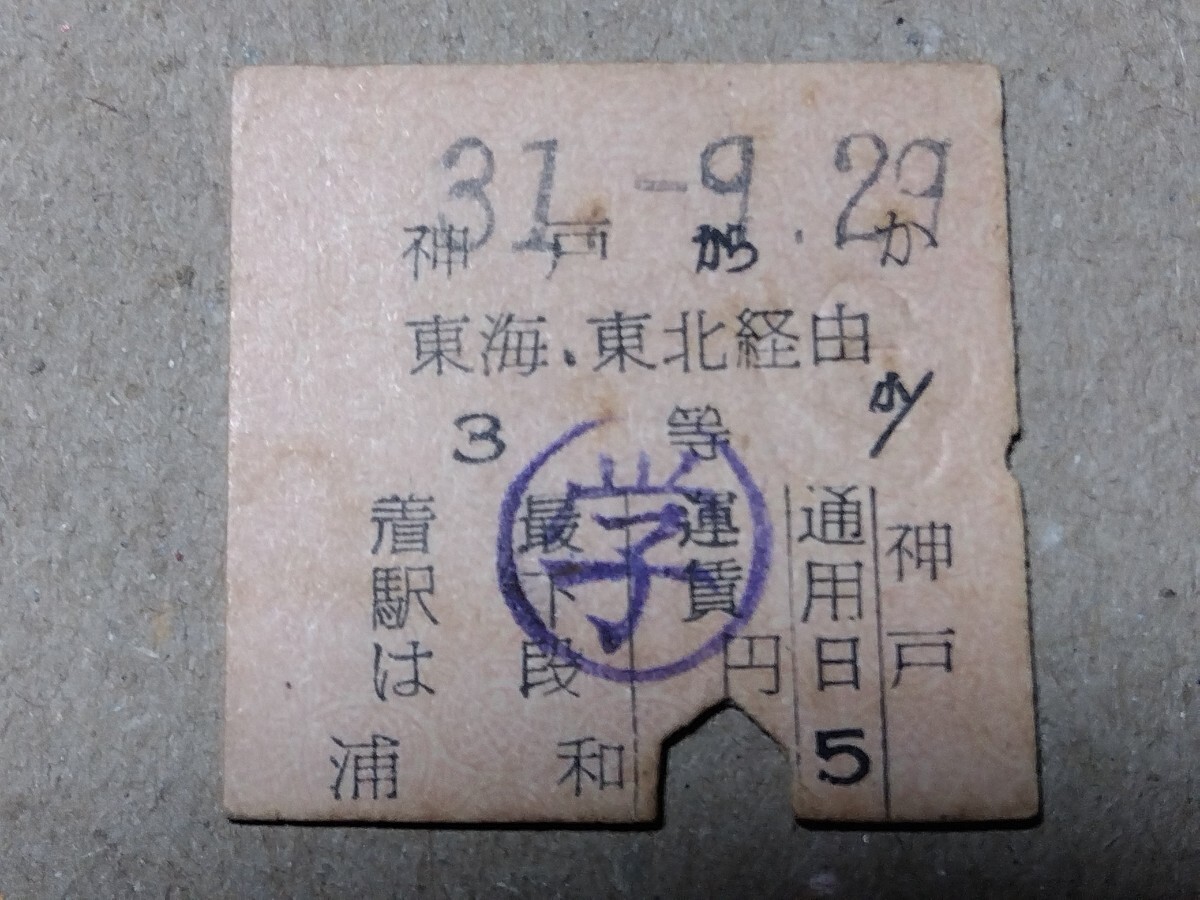 31-9.29
神戸から か
東海、東北経由
3 等
学
着駅は 最下段 運賃 円 通用日5 神戸
浦和